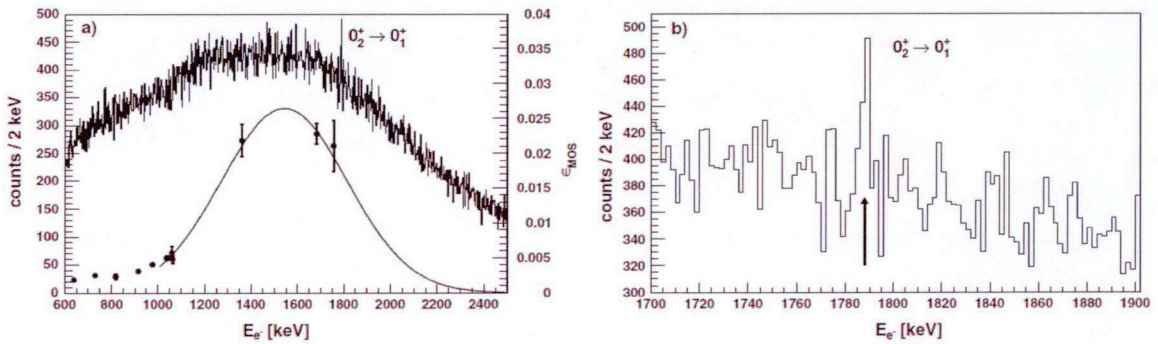 a)
0₂⁺ → 0₁⁺
counts / 2 keV
500
450
400
350
300
250
200
150
100
50
0
0.04
0.035
0.03
0.025
0.02
0.015
0.01
0.005
0
ε_MOS
600 800 1000 1200 1400 1600 1800 2000 2200 2400
E_e⁻ [keV]
b)
0₂⁺ → 0₁⁺
counts / 2 keV
500
480
460
440
420
400
380
360
340
320
300
1700 1720 1740 1760 1780 1800 1820 1840 1860 1880 1900
E_e⁻ [keV]